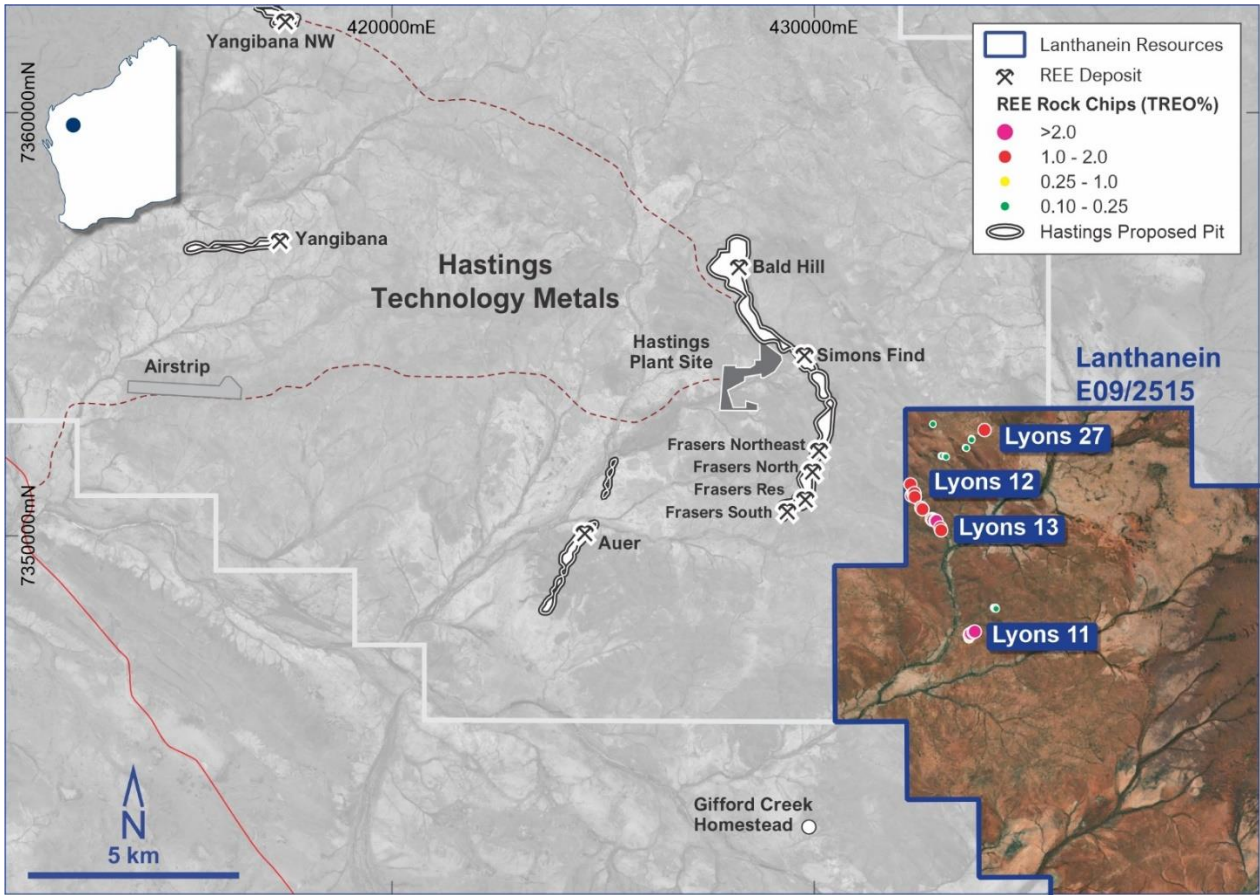 420000mE
430000mE
7360000mN
7350000mN
Yangibana NW
Lanthanein Resources
REE Deposit
REE Rock Chips (TREO%)
>2.0
1.0 - 2.0
0.25 - 1.0
0.10 - 0.25
Hastings Proposed Pit
Yangibana
Hastings
Technology Metals
Bald Hill
Hastings
Plant Site
Simons Find
Airstrip
Lanthanein
E09/2515
Frasers Northeast
Frasers North
Frasers Res
Frasers South
Auer
Lyons 27
Lyons 12
Lyons 13
Lyons 11
Gifford Creek
Homestead
N
5 km